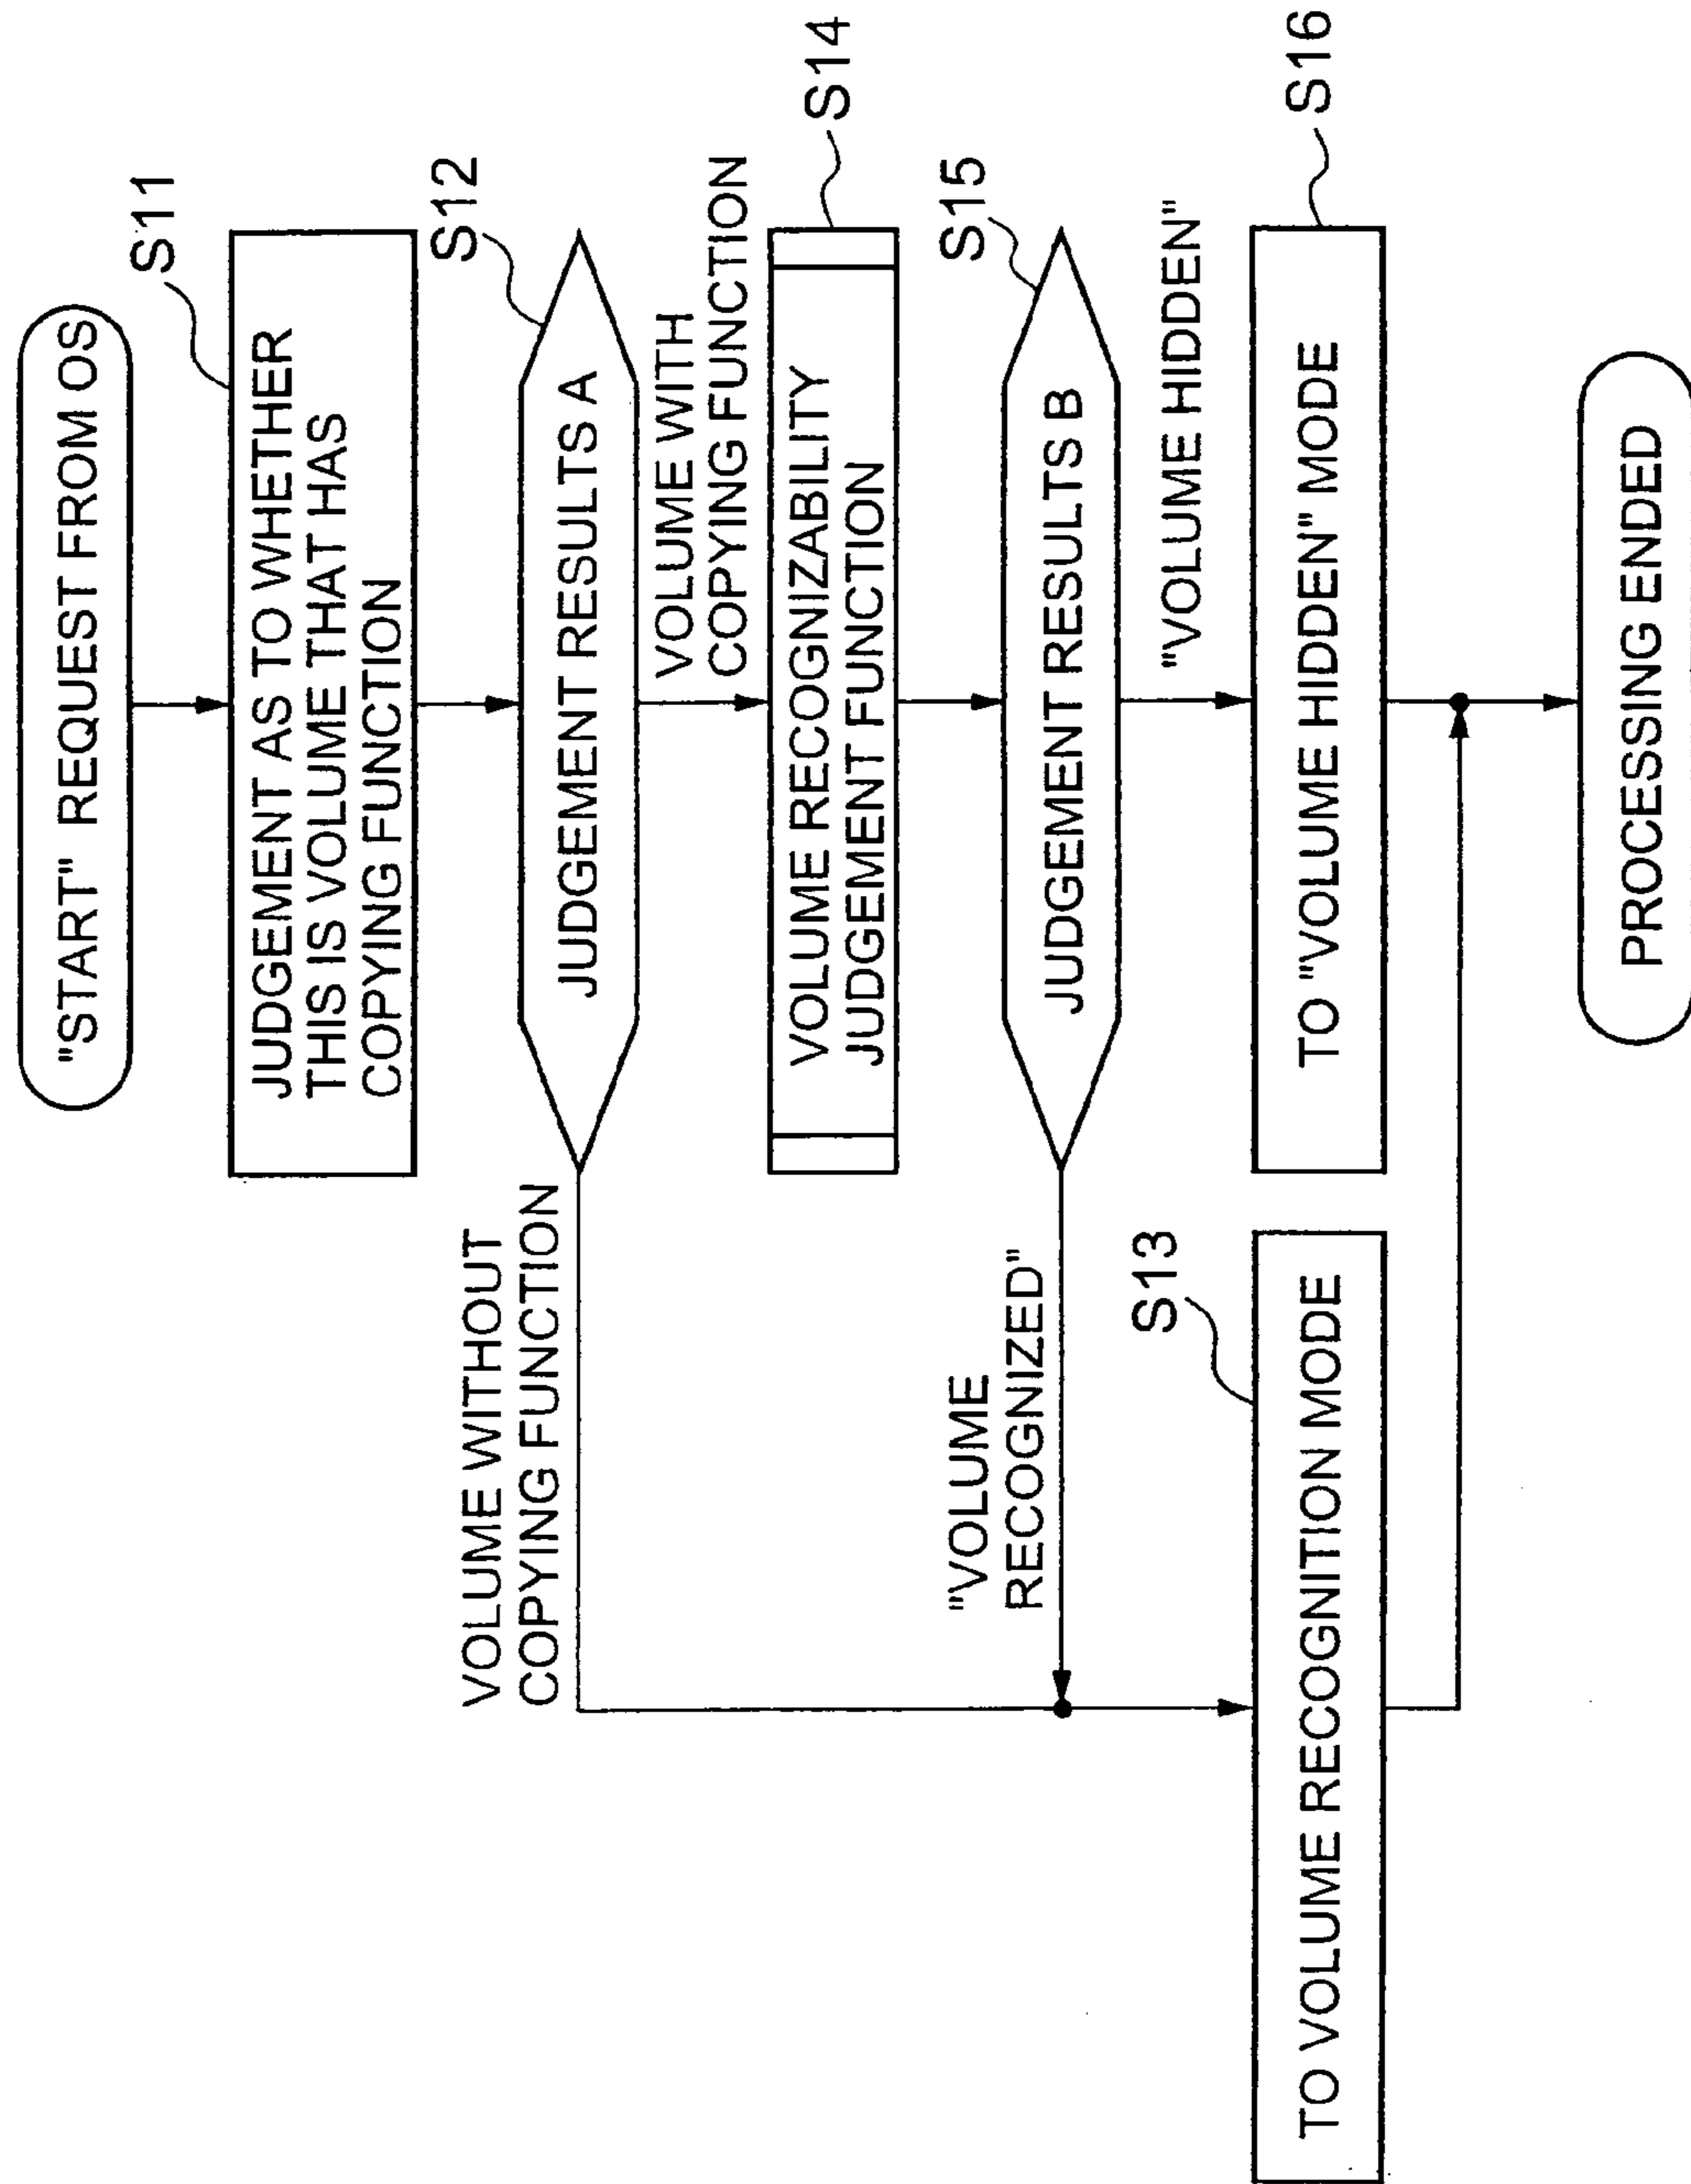 "START" REQUEST FROM OS
S11
JUDGEMENT AS TO WHETHER
THIS IS VOLUME THAT HAS
COPYING FUNCTION
S12
JUDGEMENT RESULTS A
VOLUME WITHOUT
COPYING FUNCTION
VOLUME WITH
COPYING FUNCTION
S14
VOLUME RECOGNIZABILITY
JUDGEMENT FUNCTION
S15
JUDGEMENT RESULTS B
"VOLUME
RECOGNIZED"
"VOLUME HIDDEN"
S13
TO VOLUME RECOGNITION MODE
S16
TO "VOLUME HIDDEN" MODE
PROCESSING ENDED